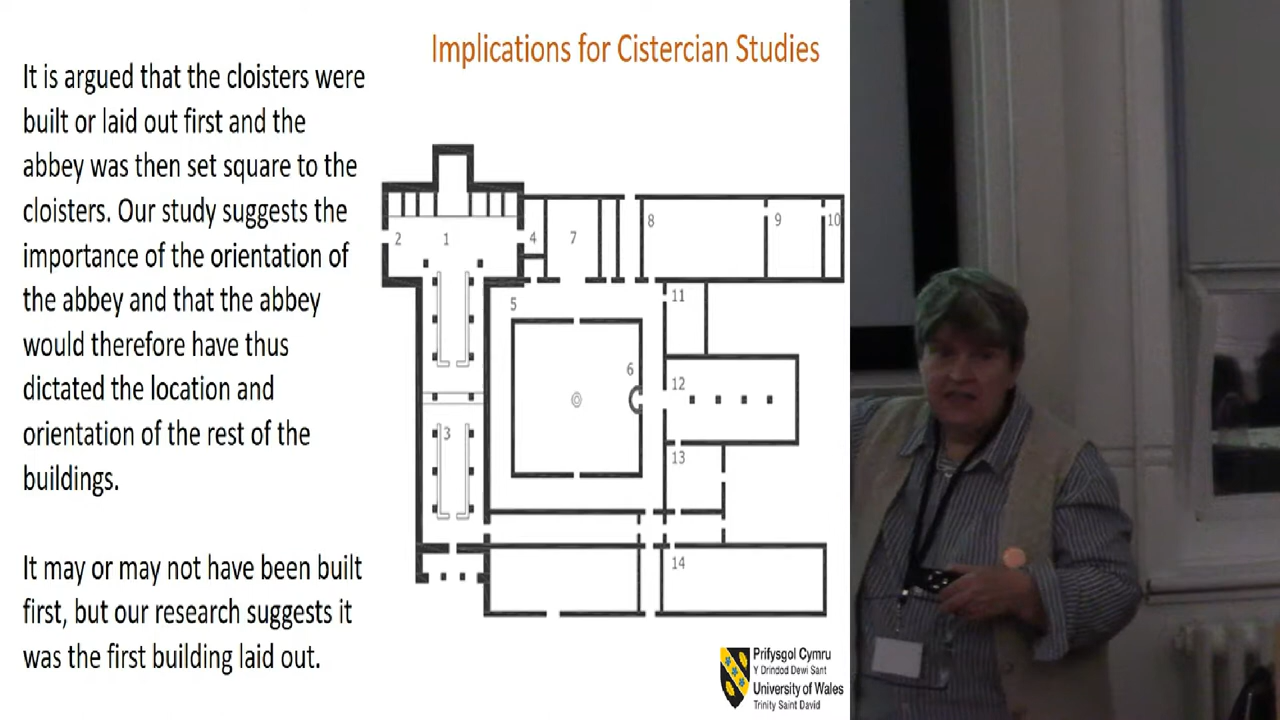 Implications for Cistercian Studies
It is argued that the cloisters were
built or laid out first and the
abbey was then set square to the
cloisters. Our study suggests the
importance of the orientation of
the abbey and that the abbey
would therefore have thus
dictated the location and
orientation of the rest of the
buildings.
It may or may not have been built
first, but our research suggests it
was the first building laid out.
2
1
4
7
8
9
10
5
11
6
12
3
13
14
Prifysgol Cymru
Y Drindod Dewi Sant
University of Wales
Trinity Saint David